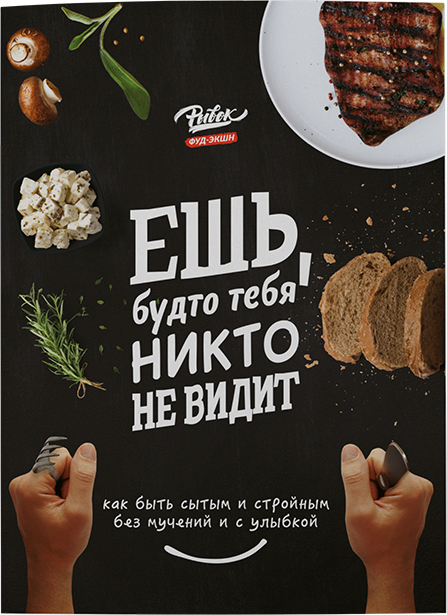 Рывок
ФУД-ЭКШН
ЕШЬ,
будто тебя
НИКТО
НЕ ВИДИТ
как быть сытым и стройным
без мучений и с улыбкой